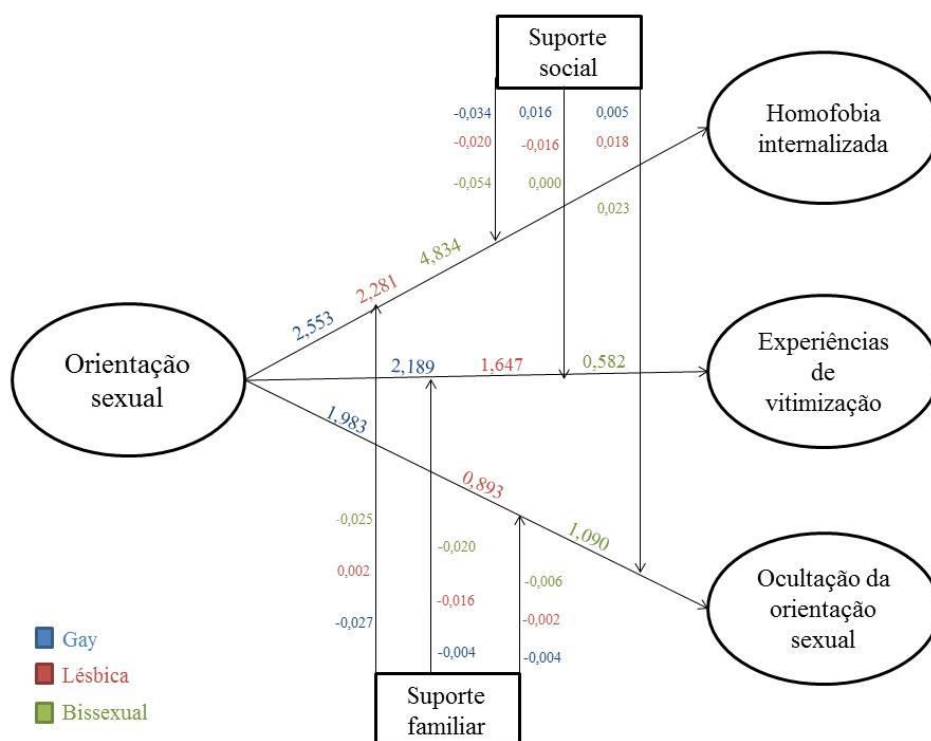 Suporte
social
-0,034
0,016
0,005
-0,020
-0,016
0,018
-0,054
0,000
0,023
Homofobia
internalizada
2,553
2,281
4,834
Orientação
sexual
2,189
1,647
0,582
Experiências
de
vitimização
1,983
0,893
1,090
-0,025
-0,020
-0,006
0,002
-0,016
-0,002
-0,027
-0,004
-0,004
Ocultação da
orientação
sexual
Gay
Lésbica
Bissexual
Suporte
familiar